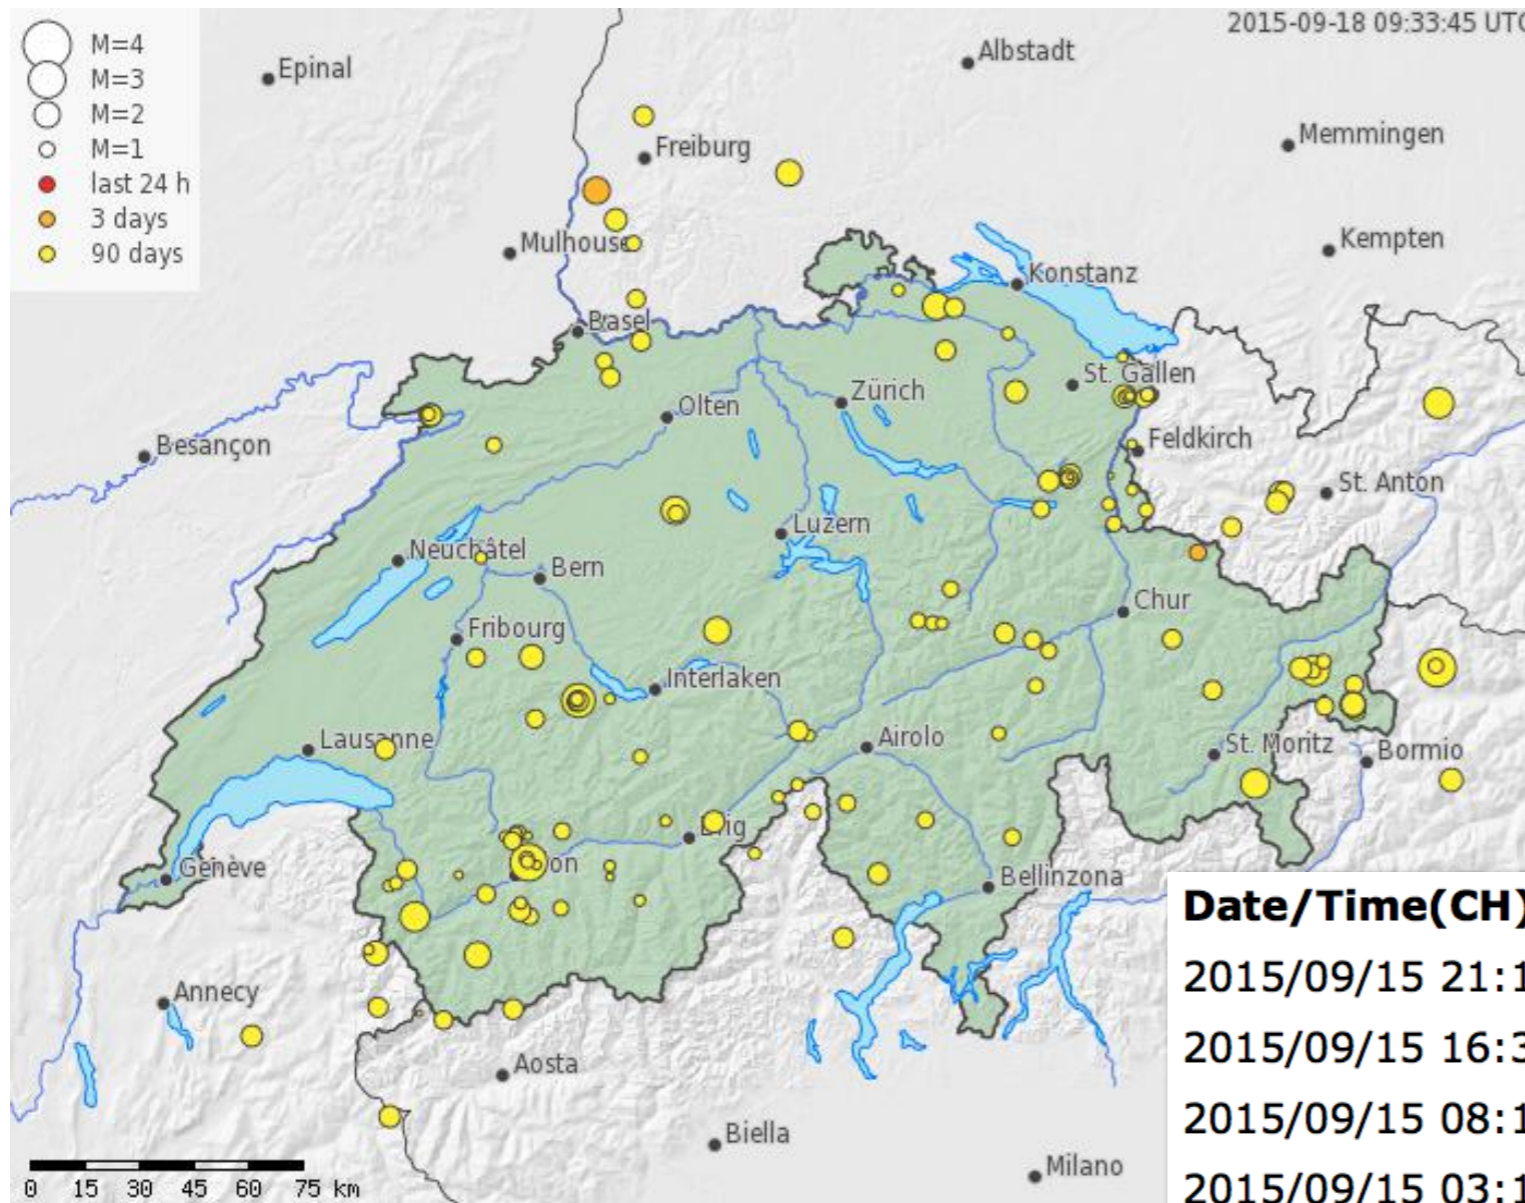 2015-09-18 09:33:45 UTC
M=4
M=3
M=2
M=1
last 24 h
3 days
90 days
Epinal
Albstadt
Freiburg
Memmingen
Mulhouse
Kempten
Konstanz
Basel
St. Gallen
Zürich
Olten
Besançon
Feldkirch
St. Anton
Luzern
Neuchâtel
Bern
Chur
Fribourg
Interlaken
Lausanne
Airolo
St. Moritz
Bormio
Brig
Genève
on
Bellinzona
Annecy
Aosta
Biella
Milano
0 15 30 45 60 75 km
Date/Time(CH)
2015/09/15 21:1
2015/09/15 16:3
2015/09/15 08:1
2015/09/15 03:1